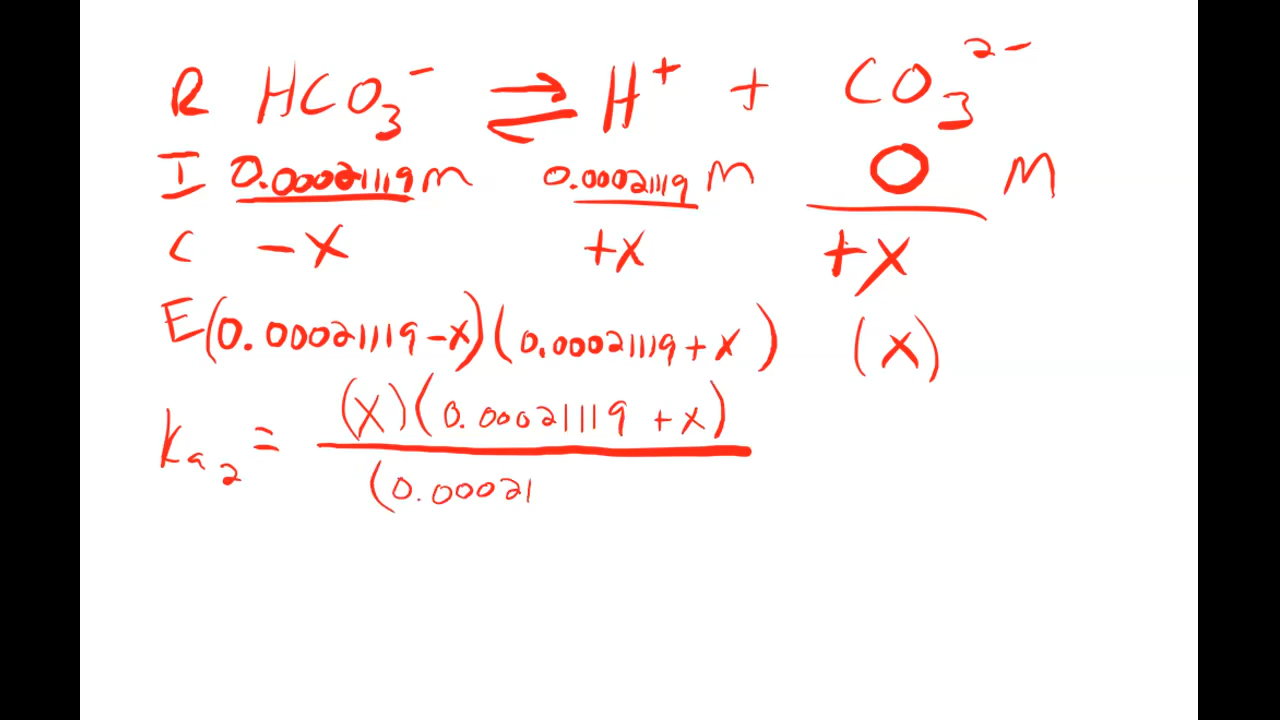 R HCO₃⁻ ⇌ H⁺ + CO₃²⁻
I 0.00021119 M 0.00021119 M 0 M
C -X +X +X
E (0.00021119-X) (0.00021119+X) (X)
Ka₂ = (X)(0.00021119 + X)
(0.00021